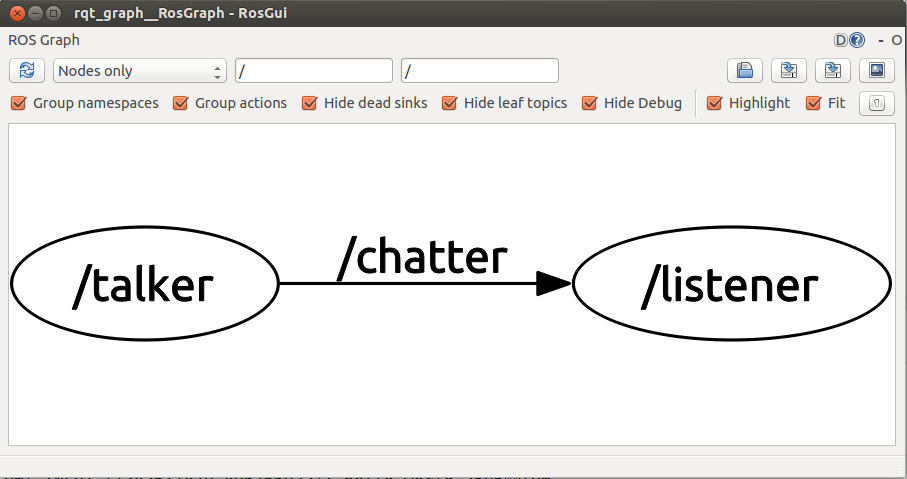 rqt_graph__RosGraph - RosGui
ROS Graph D ? - O
Nodes only / /
Group namespaces Group actions Hide dead sinks Hide leaf topics Hide Debug Highlight Fit
/chatter
/talker /listener